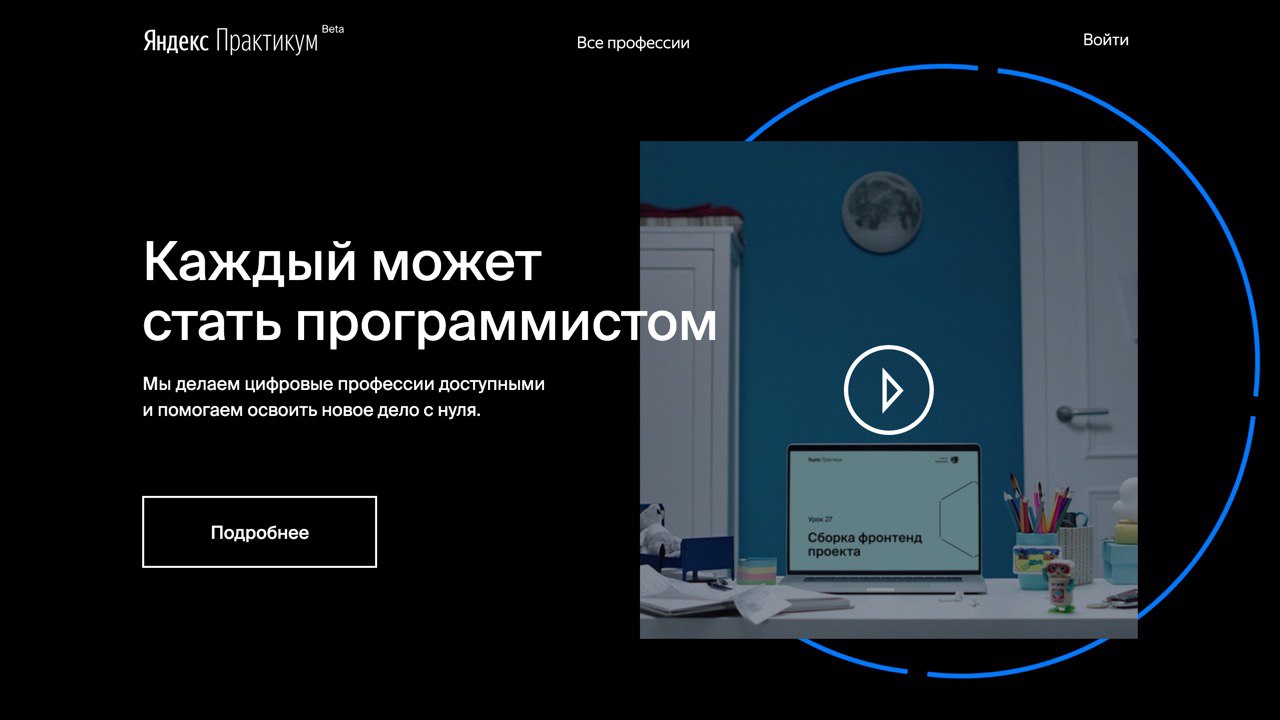 Яндекс Практикум Beta
Все профессии
Войти
Каждый может
стать программистом
Мы делаем цифровые профессии доступными
и помогаем освоить новое дело с нуля.
Подробнее
Яндекс Практикум
Урок 27
Сборка фронтенд
проекта